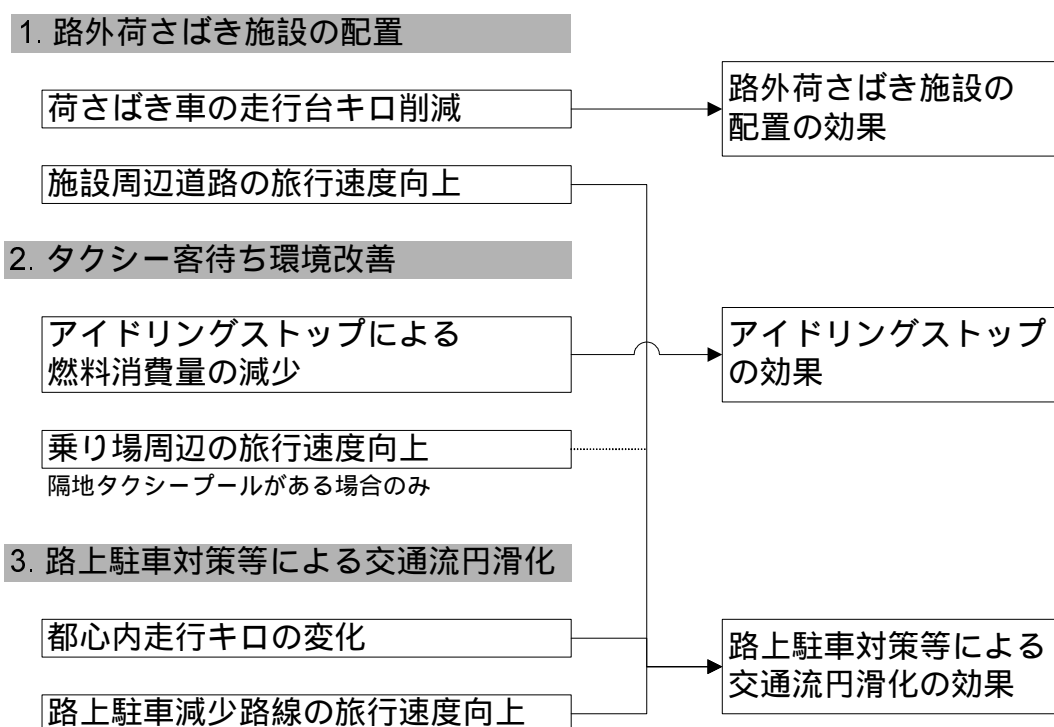 1. 路外荷さばき施設の配置
荷さばき車の走行台キロ削減
路外荷さばき施設の
配置の効果
施設周辺道路の旅行速度向上
2. タクシー客待ち環境改善
アイドリングストップによる
燃料消費量の減少
アイドリングストップ
の効果
乗り場周辺の旅行速度向上
隔地タクシープールがある場合のみ
3. 路上駐車対策等による交通流円滑化
都心内走行キロの変化
路上駐車対策等による
交通流円滑化の効果
路上駐車減少路線の旅行速度向上